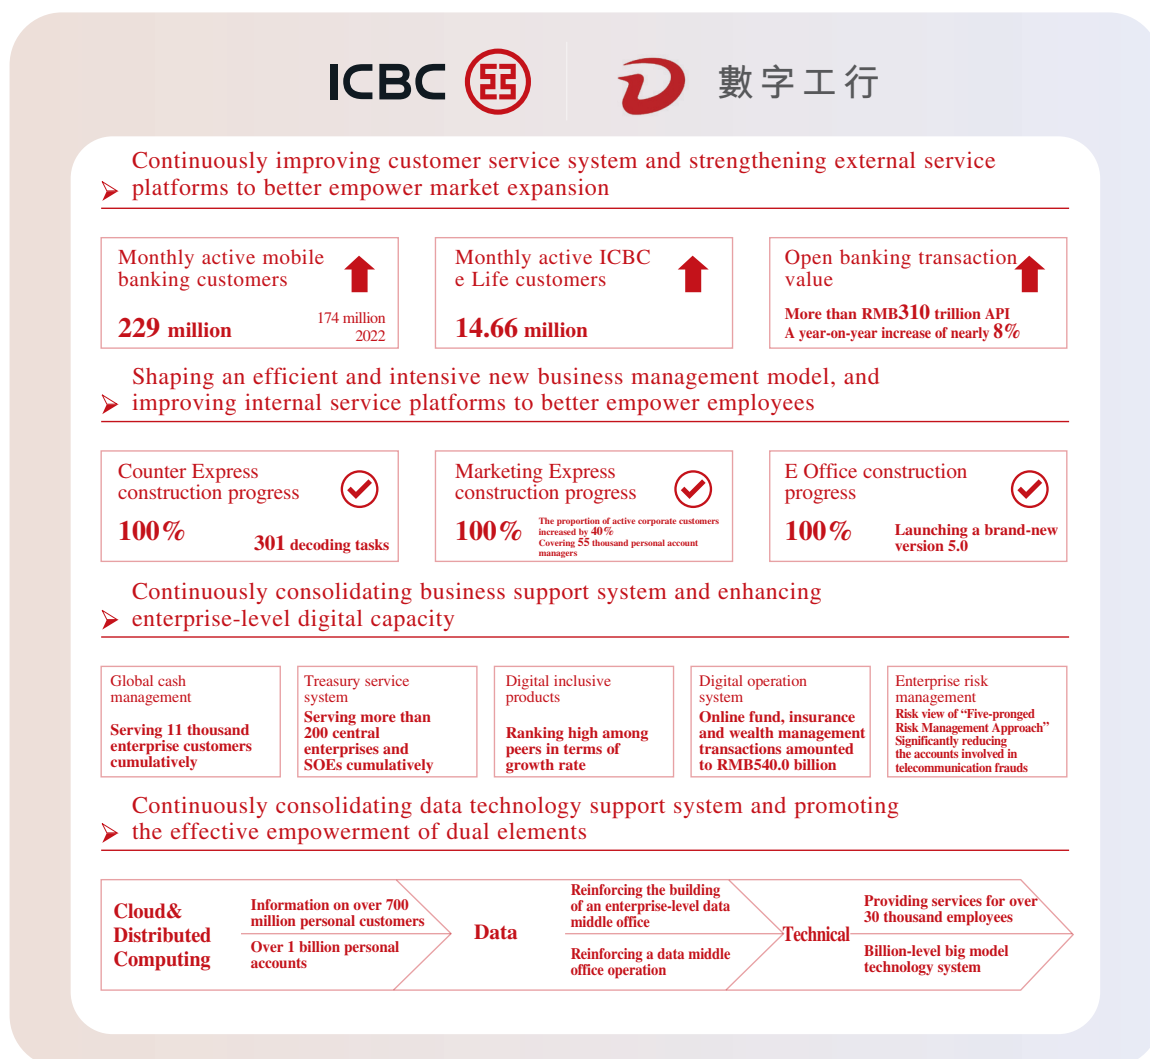 ICBC
數字工行
Continuously improving customer service system and strengthening external service
platforms to better empower market expansion
Monthly active mobile
banking customers
229 million
174 million
2022
Monthly active ICBC
e Life customers
14.66 million
Open banking transaction
value
More than RMB310 trillion API
A year-on-year increase of nearly 8%
Shaping an efficient and intensive new business management model, and
improving internal service platforms to better empower employees
Counter Express
construction progress
100%
301 decoding tasks
Marketing Express
construction progress
100%
The proportion of active corporate customers
increased by 40%
Covering 55 thousand personal account
managers
E Office construction
progress
100%
Launching a brand-new
version 5.0
Continuously consolidating business support system and enhancing
enterprise-level digital capacity
Global cash
management
Serving 11 thousand
enterprise customers
cumulatively
Treasury service
system
Serving more than
200 central
enterprises and
SOEs cumulatively
Digital inclusive
products
Ranking high among
peers in terms of
growth rate
Digital operation
system
Online fund, insurance
and wealth management
transactions amounted
to RMB540.0 billion
Enterprise risk
management
Risk view of “Five-pronged
Risk Management Approach”
Significantly reducing
the accounts involved in
telecommunication frauds
Continuously consolidating data technology support system and promoting
the effective empowerment of dual elements
Cloud&
Distributed
Computing
Information on over 700
million personal customers
Over 1 billion personal
accounts
Data
Reinforcing the building
of an enterprise-level data
middle office
Reinforcing a data middle
office operation
Technical
Providing services for over
30 thousand employees
Billion-level big model
technology system